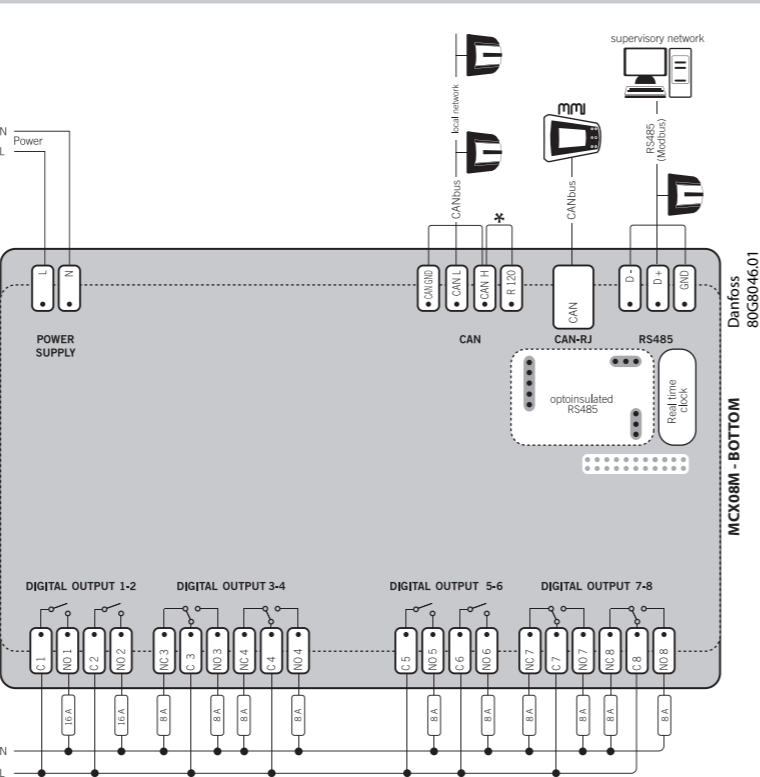 supervisory network
local network
mmi
RS485
(Modbus)
N
Power
L
CANbus
*
CANbus
L
N
CAN GND
CAN L
CAN H
R 120
CAN
D -
D +
GND
POWER
SUPPLY
CAN
CAN-RJ
RS485
optoinsulated
RS485
Real time
clock
Danfoss
80G8046.01
MCX08M - BOTTOM
DIGITAL OUTPUT 1-2
DIGITAL OUTPUT 3-4
DIGITAL OUTPUT 5-6
DIGITAL OUTPUT 7-8
C 1
NO 1
C 2
NO 2
NC 3
C 3
NO 3
NC 4
C 4
NO 4
C 5
NO 5
C 6
NO 6
NC 7
C 7
NO 7
NC 8
C 8
NO 8
16 A
16 A
8 A
8 A
8 A
8 A
8 A
8 A
8 A
8 A
8 A
8 A
N
L